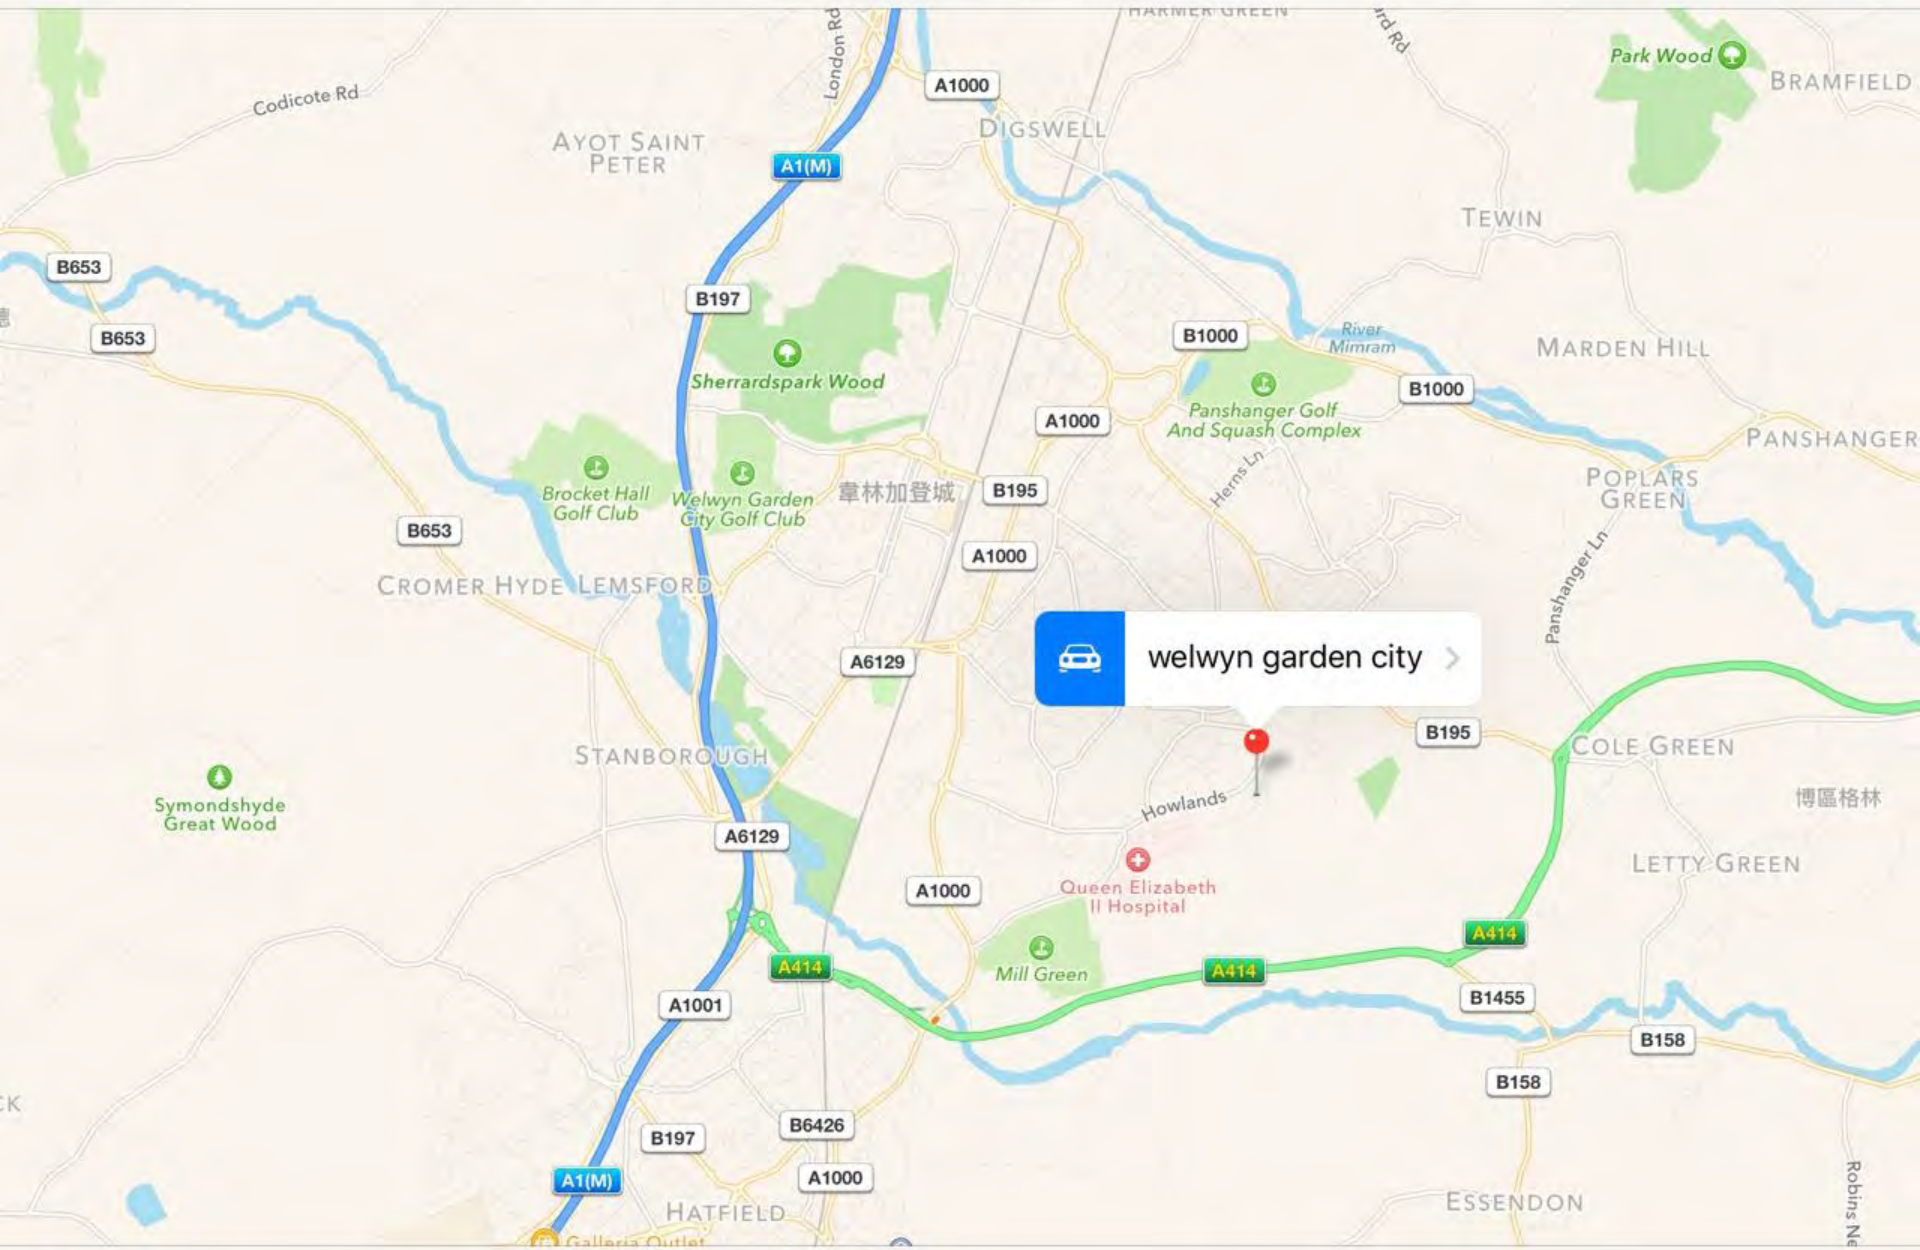 HARMER GREEN
London Rd
A1000
Park Wood
BRAMFIELD
Codicote Rd
DIGSWELL
AYOT SAINT
PETER
A1(M)
TEWIN
B653
B197
B653
B1000
River
Mimram
MARDEN HILL
Sherrardspark Wood
B1000
Panshanger Golf
And Squash Complex
A1000
PANSHANGER
Brocket Hall
Golf Club
Welwyn Garden
City Golf Club
韋林加登城
B195
Herns Ln
POPLARS
GREEN
B653
A1000
Panshanger Ln
CROMER HYDE
LEMSFORD
A6129
welwyn garden city
B195
COLE GREEN
STANBOROUGH
Symondshyde
Great Wood
Howlands
博區格林
A6129
LETTY GREEN
Queen Elizabeth
II Hospital
A1000
A414
A414
A414
Mill Green
A1001
B1455
B158
B158
B197
B6426
A1(M)
A1000
ESSENDON
HATFIELD
Galleria Outlet